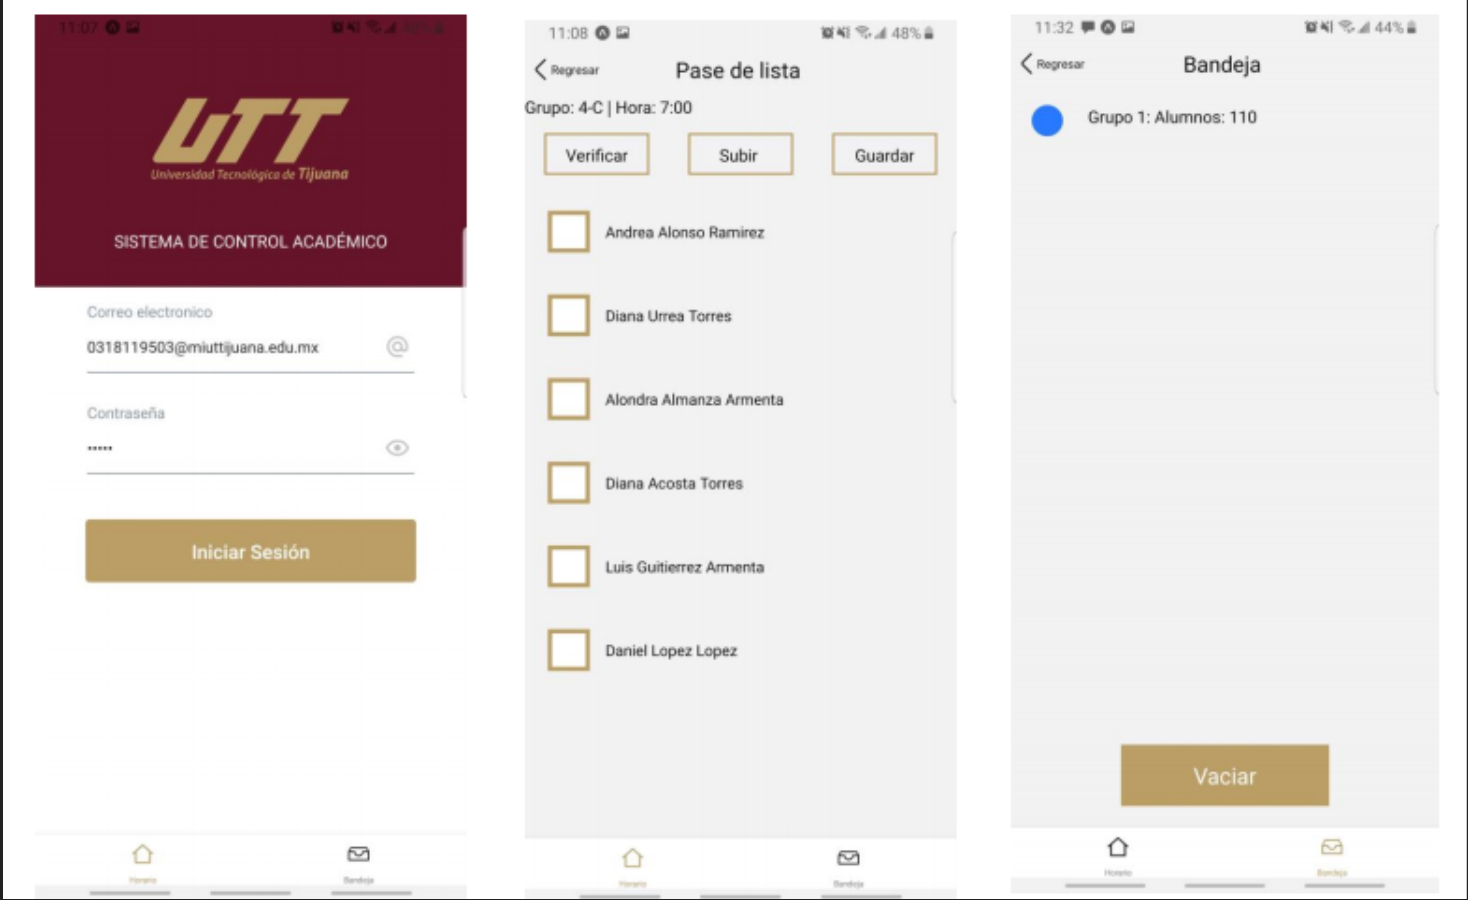 11:07
UTT
Universidad Tecnológica de Tijuana
SISTEMA DE CONTROL ACADÉMICO
Correo electronico
0318119503@miuttijuana.edu.mx
Contraseña
•••••
Iniciar Sesión
Horario
Bandeja
11:08
48%
Regresar
Pase de lista
Grupo: 4-C | Hora: 7:00
Verificar
Subir
Guardar
Andrea Alonso Ramirez
Diana Urrea Torres
Alondra Almanza Armenta
Diana Acosta Torres
Luis Guitierrez Armenta
Daniel Lopez Lopez
Horario
Bandeja
11:32
44%
Regresar
Bandeja
Grupo 1: Alumnos: 110
Vaciar
Horario
Bandeja